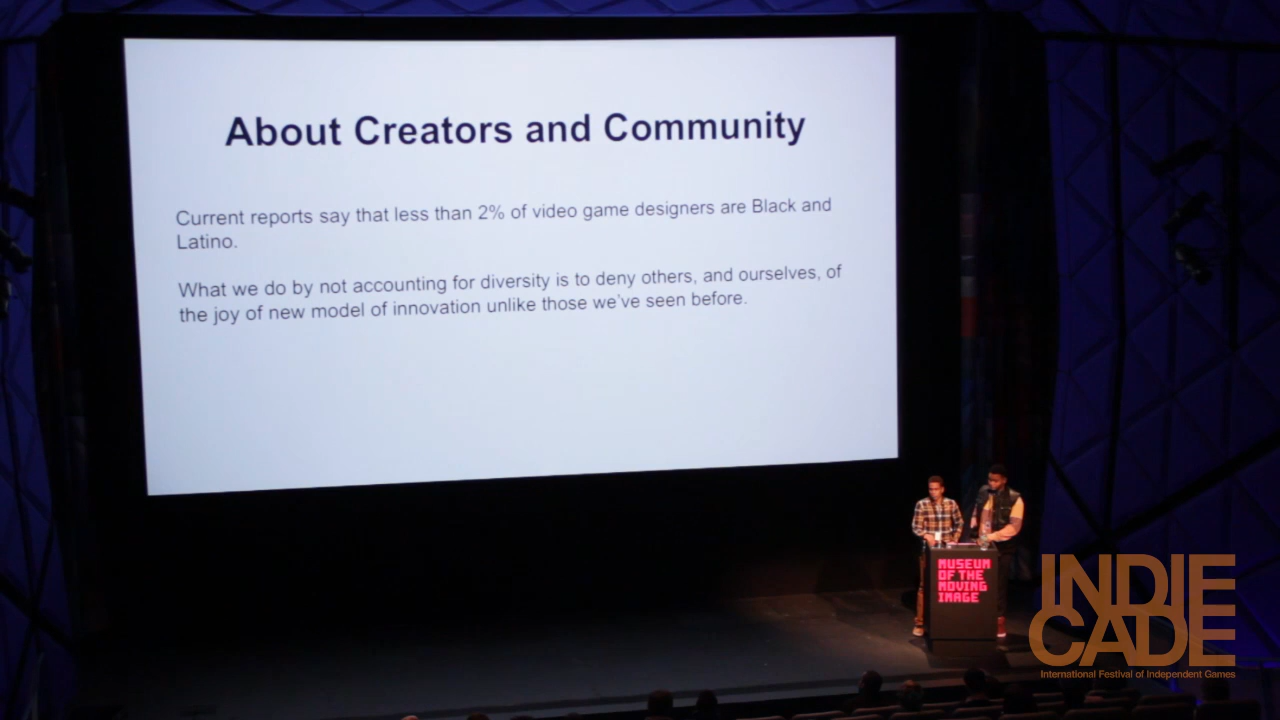 About Creators and Community
Current reports say that less than 2% of video game designers are Black and
Latino.
What we do by not accounting for diversity is to deny others, and ourselves, of
the joy of new model of innovation unlike those we've seen before.
MUSEUM
OF THE
MOVING
IMAGE
INDIE
CADE
International Festival of Independent Games